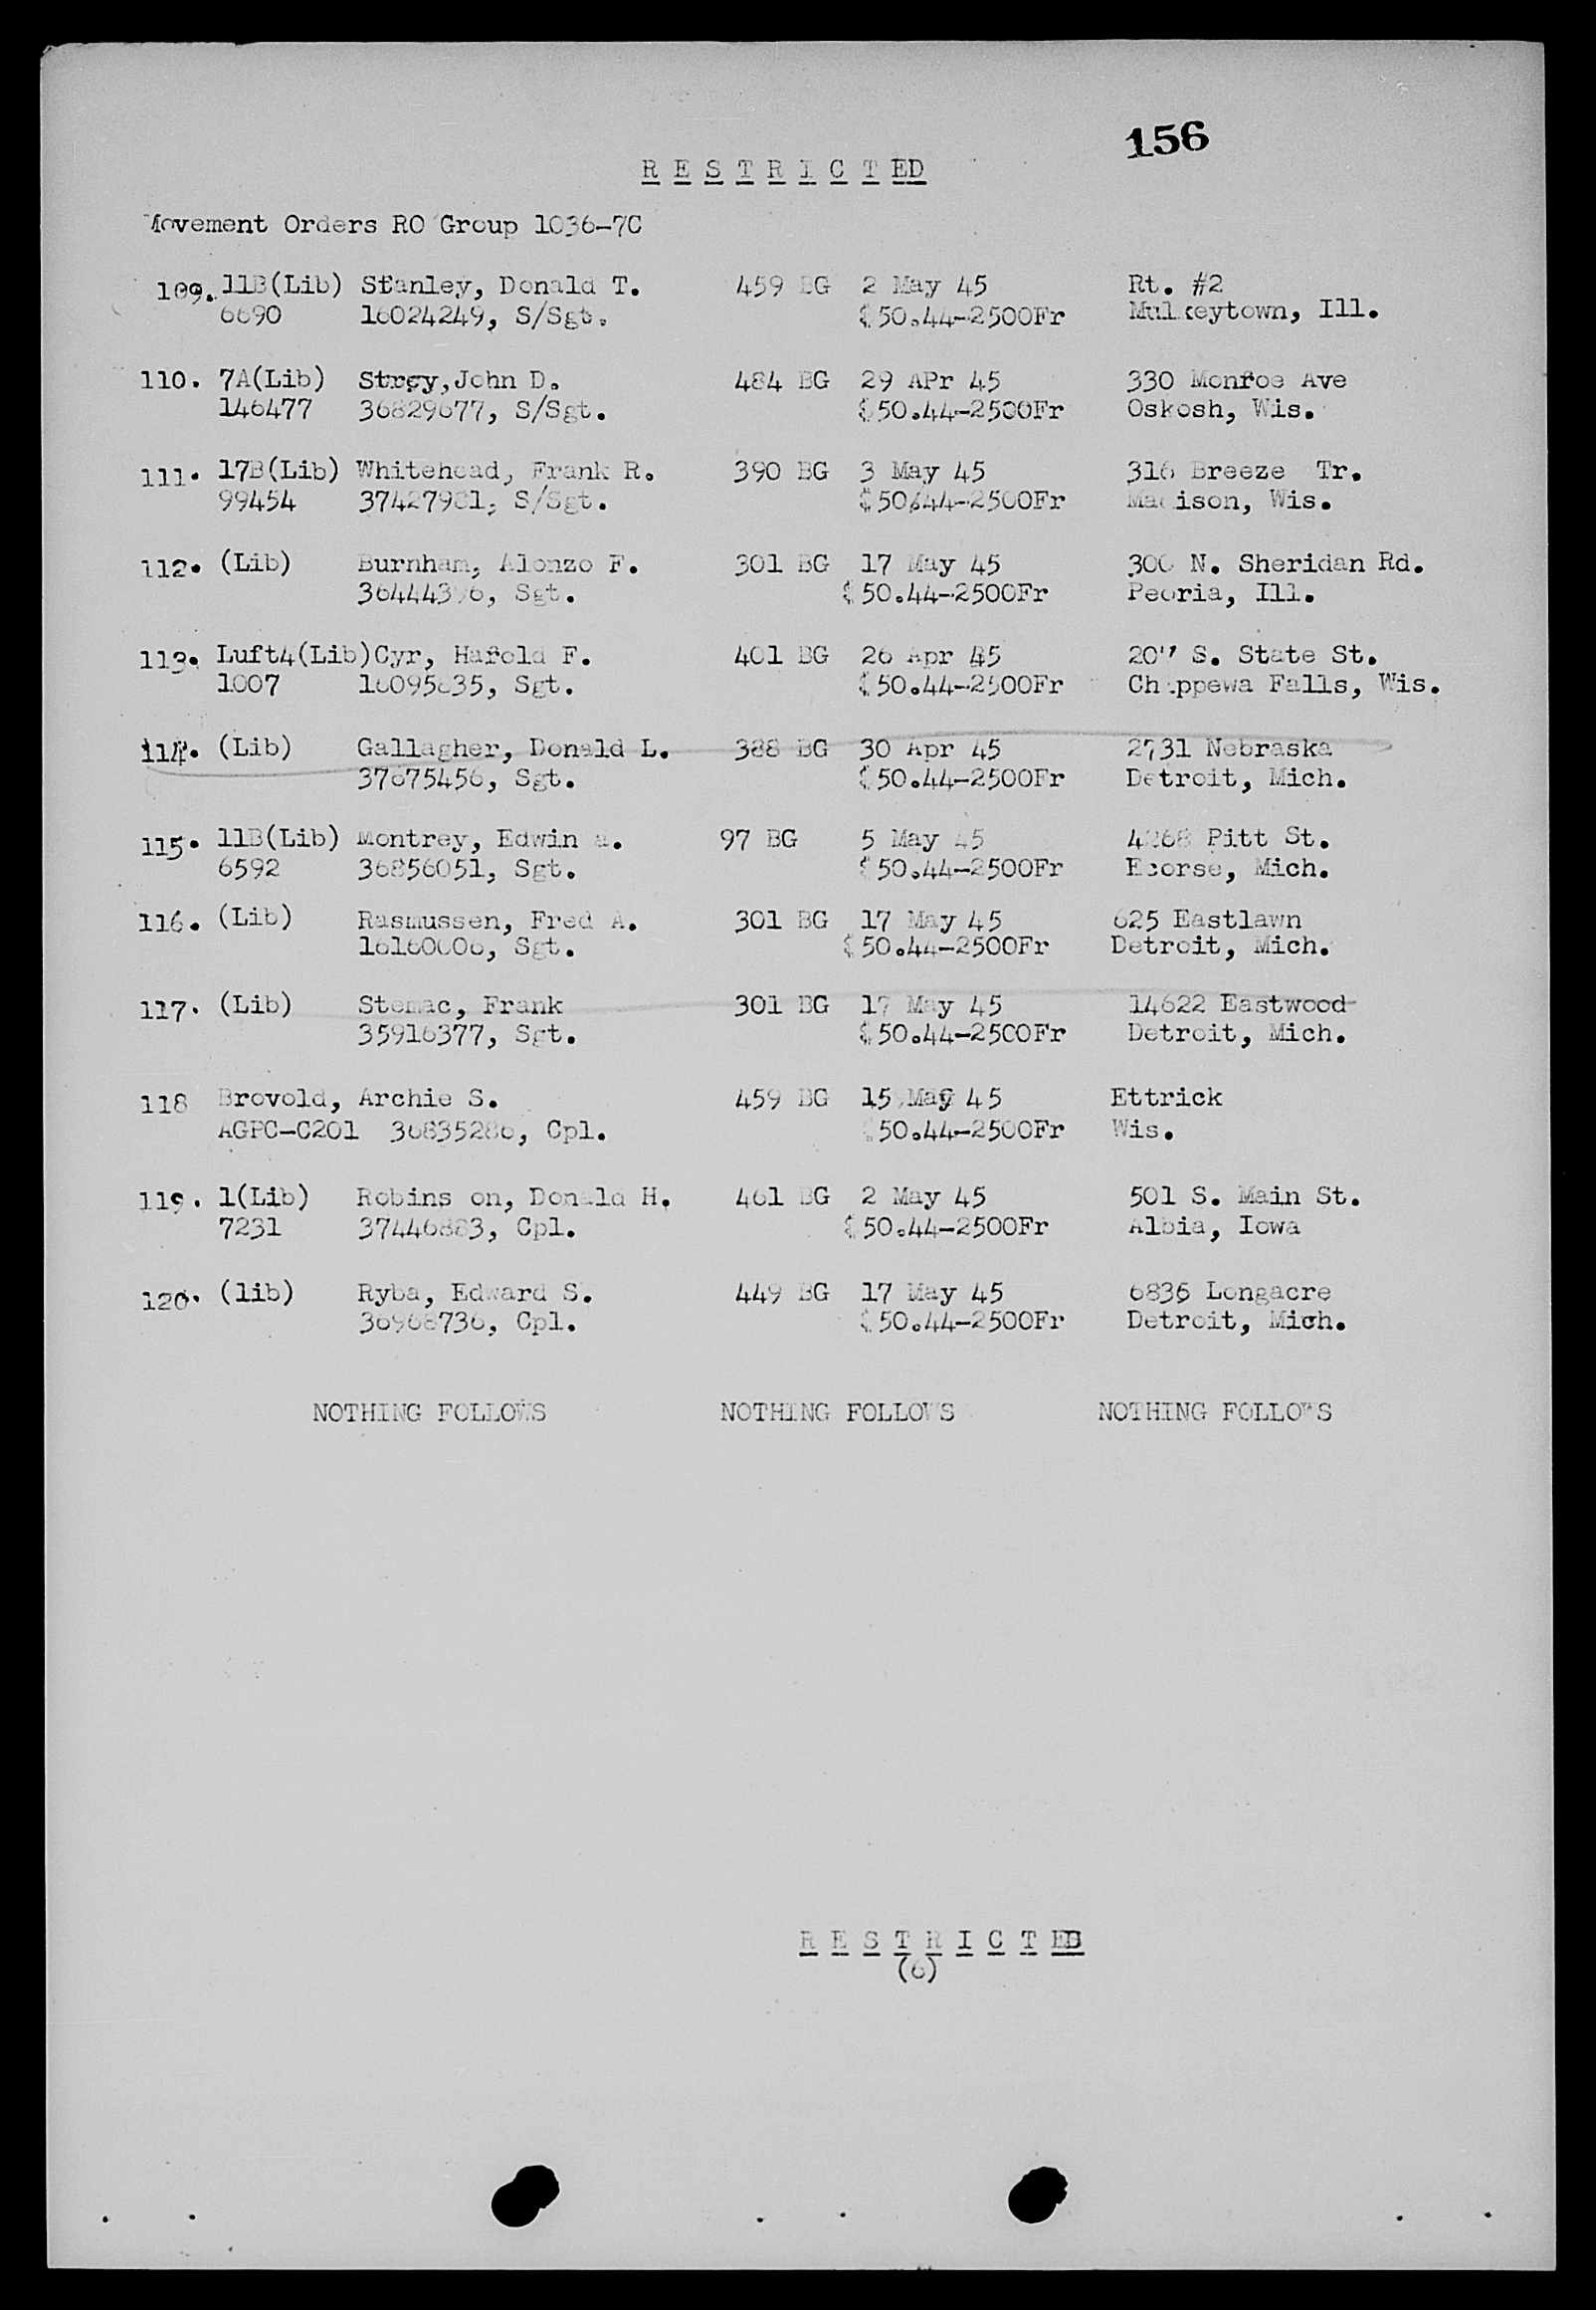 156
R E S T R I C T ED
Movement Orders RO Group 1036-7C
109. 11B(Lib) Stanley, Donald T. 459 BG 2 May 45 Rt. #2
6690 16024249, S/Sgt. $50.44-2500Fr Mulkeytown, Ill.
110. 7A(Lib) John D. 484 BG 29 APr 45 330 Monroe Ave
146477 36829677, S/Sgt. $50.44-2500Fr Oskosh, Wis.
111. 17B(Lib) Whitehead, Frank R. 390 BG 3 May 45 316 Breeze Tr.
99454 37427981, S/Sgt. $50.44-2500Fr Madison, Wis.
112. (Lib) Burnham, Alonzo F. 301 BG 17 May 45 300 N. Sheridan Rd.
36444396, Sgt. $50.44-2500Fr Peoria, Ill.
113. Luft4(Lib)Cyr, Harold F. 401 BG 26 Apr 45 S. State St.
1007 16095835, Sgt. $50.44-2500Fr Chippewa Falls, Wis.
114. (Lib) Gallagher, Donald L. 388 BG 30 Apr 45 2731 Nebraska
37675456, Sgt. $50.44-2500Fr Detroit, Mich.
115. 11B(Lib) Montrey, Edwin 97 BG 5 May 45 4268 Pitt St.
6592 36856051, Sgt. $50.44-2500Fr Ecorse, Mich.
116. (Lib) Rasmussen, Fred A. 301 BG 17 May 45 625 Eastlawn
16160606, Sgt. $50.44-2500Fr Detroit, Mich.
117. (Lib) Stemac, Frank 301 BG 17 May 45 14622 Eastwood
35916377, Sgt. $50.44-2500Fr Detroit, Mich.
118 Brovold, Archie S. 459 BG 15 May 45 Ettrick
AGPC-C201 36835286, Cpl. $50.44-2500Fr Wis.
119. 1(Lib) Robins on, Donald H. 461 BG 2 May 45 501 S. Main St.
7231 37446883, Cpl. $50.44-2500Fr Albia, Iowa
120. (lib) Ryba, Edward S. 449 BG 17 May 45 6836 Longacre
36968736, Cpl. $50.44-2500Fr Detroit, Mich.
NOTHING FOLLOWS NOTHING FOLLOWS NOTHING FOLLOWS
R E S T R I C T ED
(6)